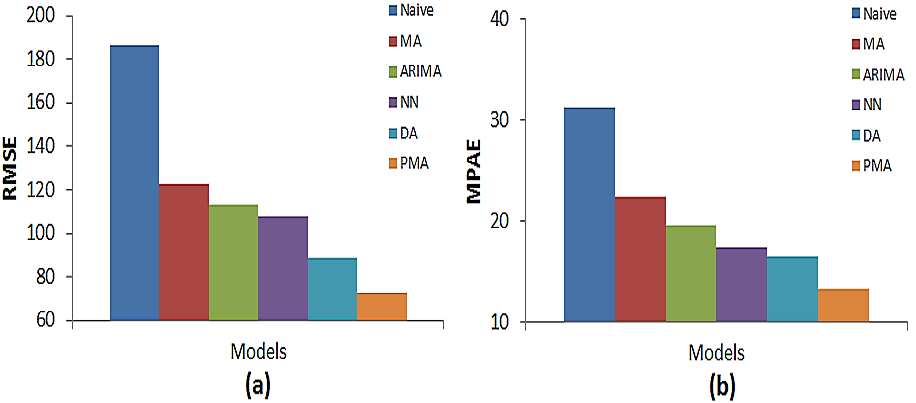 200
180
160
140
120
100
80
60
RMSE
Naive
MA
ARIMA
NN
DA
PMA
Models
(a)
40
30
20
10
MPAE
Naive
MA
ARIMA
NN
DA
PMA
Models
(b)